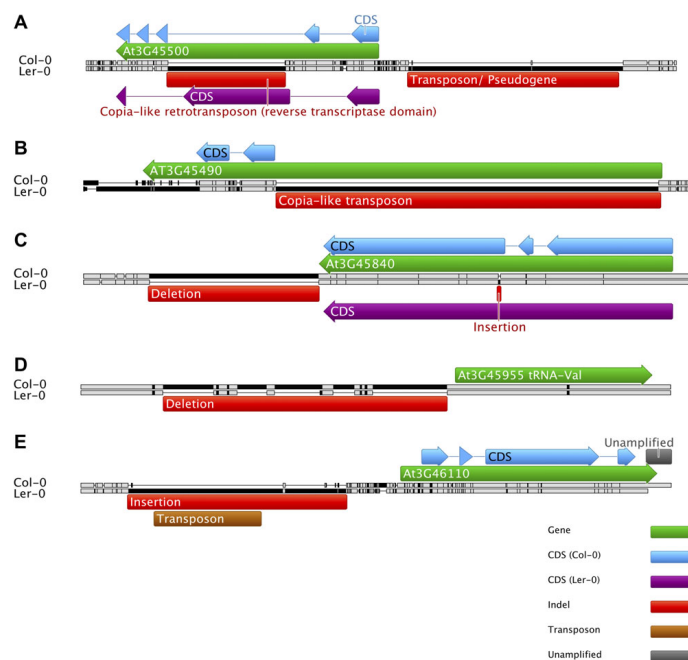 A
CDS
At3G45500
Col-0
Ler-0
Transposon/ Pseudogene
CDS
Copia-like retrotransposon (reverse transcriptase domain)
B
CDS
AT3G45490
Col-0
Ler-0
Copia-like transposon
C
CDS
At3G45840
Col-0
Ler-0
Deletion
CDS
Insertion
D
At3G45955 tRNA-Val
Col-0
Ler-0
Deletion
E
Unamplified
CDS
At3G46110
Col-0
Ler-0
Insertion
Transposon
Gene
CDS (Col-0)
CDS (Ler-0)
Indel
Transposon
Unamplified